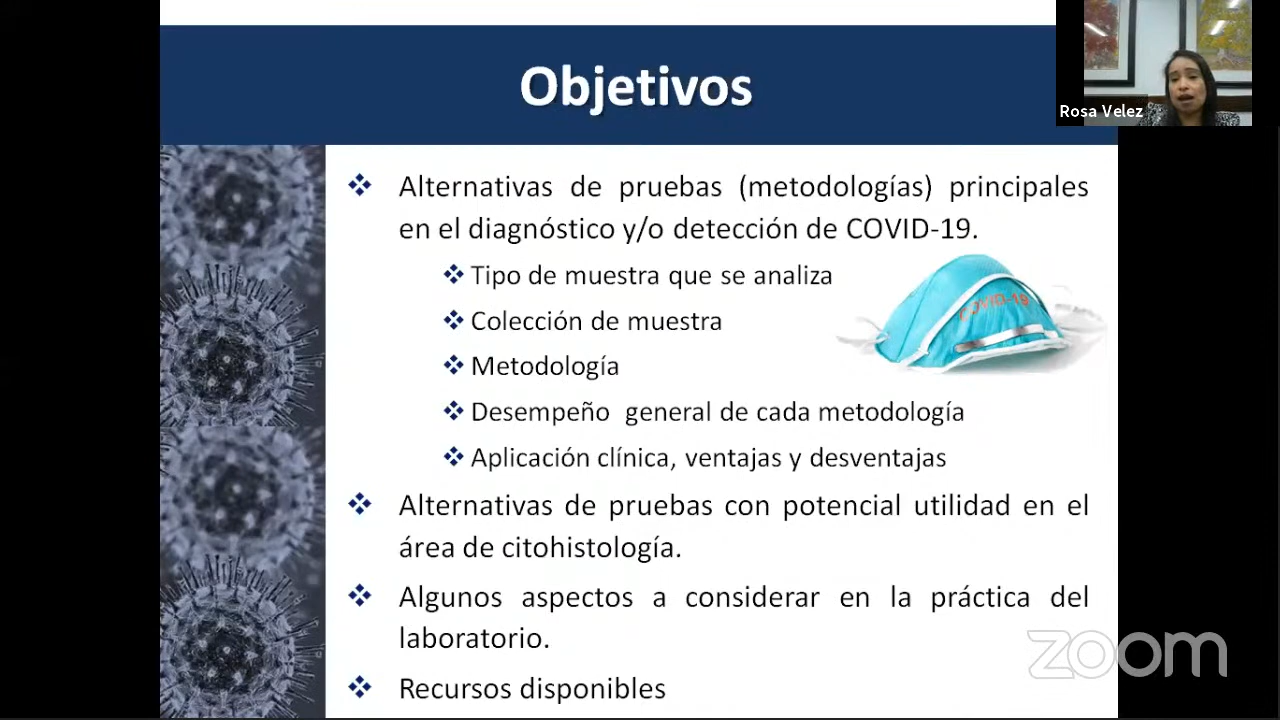 Objetivos
Rosa Velez
Alternativas de pruebas (metodologías) principales
en el diagnóstico y/o detección de COVID-19.
Tipo de muestra que se analiza
COVID-19
Colección de muestra
Metodología
Desempeño general de cada metodología
Aplicación clínica, ventajas y desventajas
Alternativas de pruebas con potencial utilidad en el
área de citohistología.
Algunos aspectos a considerar en la práctica del
laboratorio.
zoom
Recursos disponibles